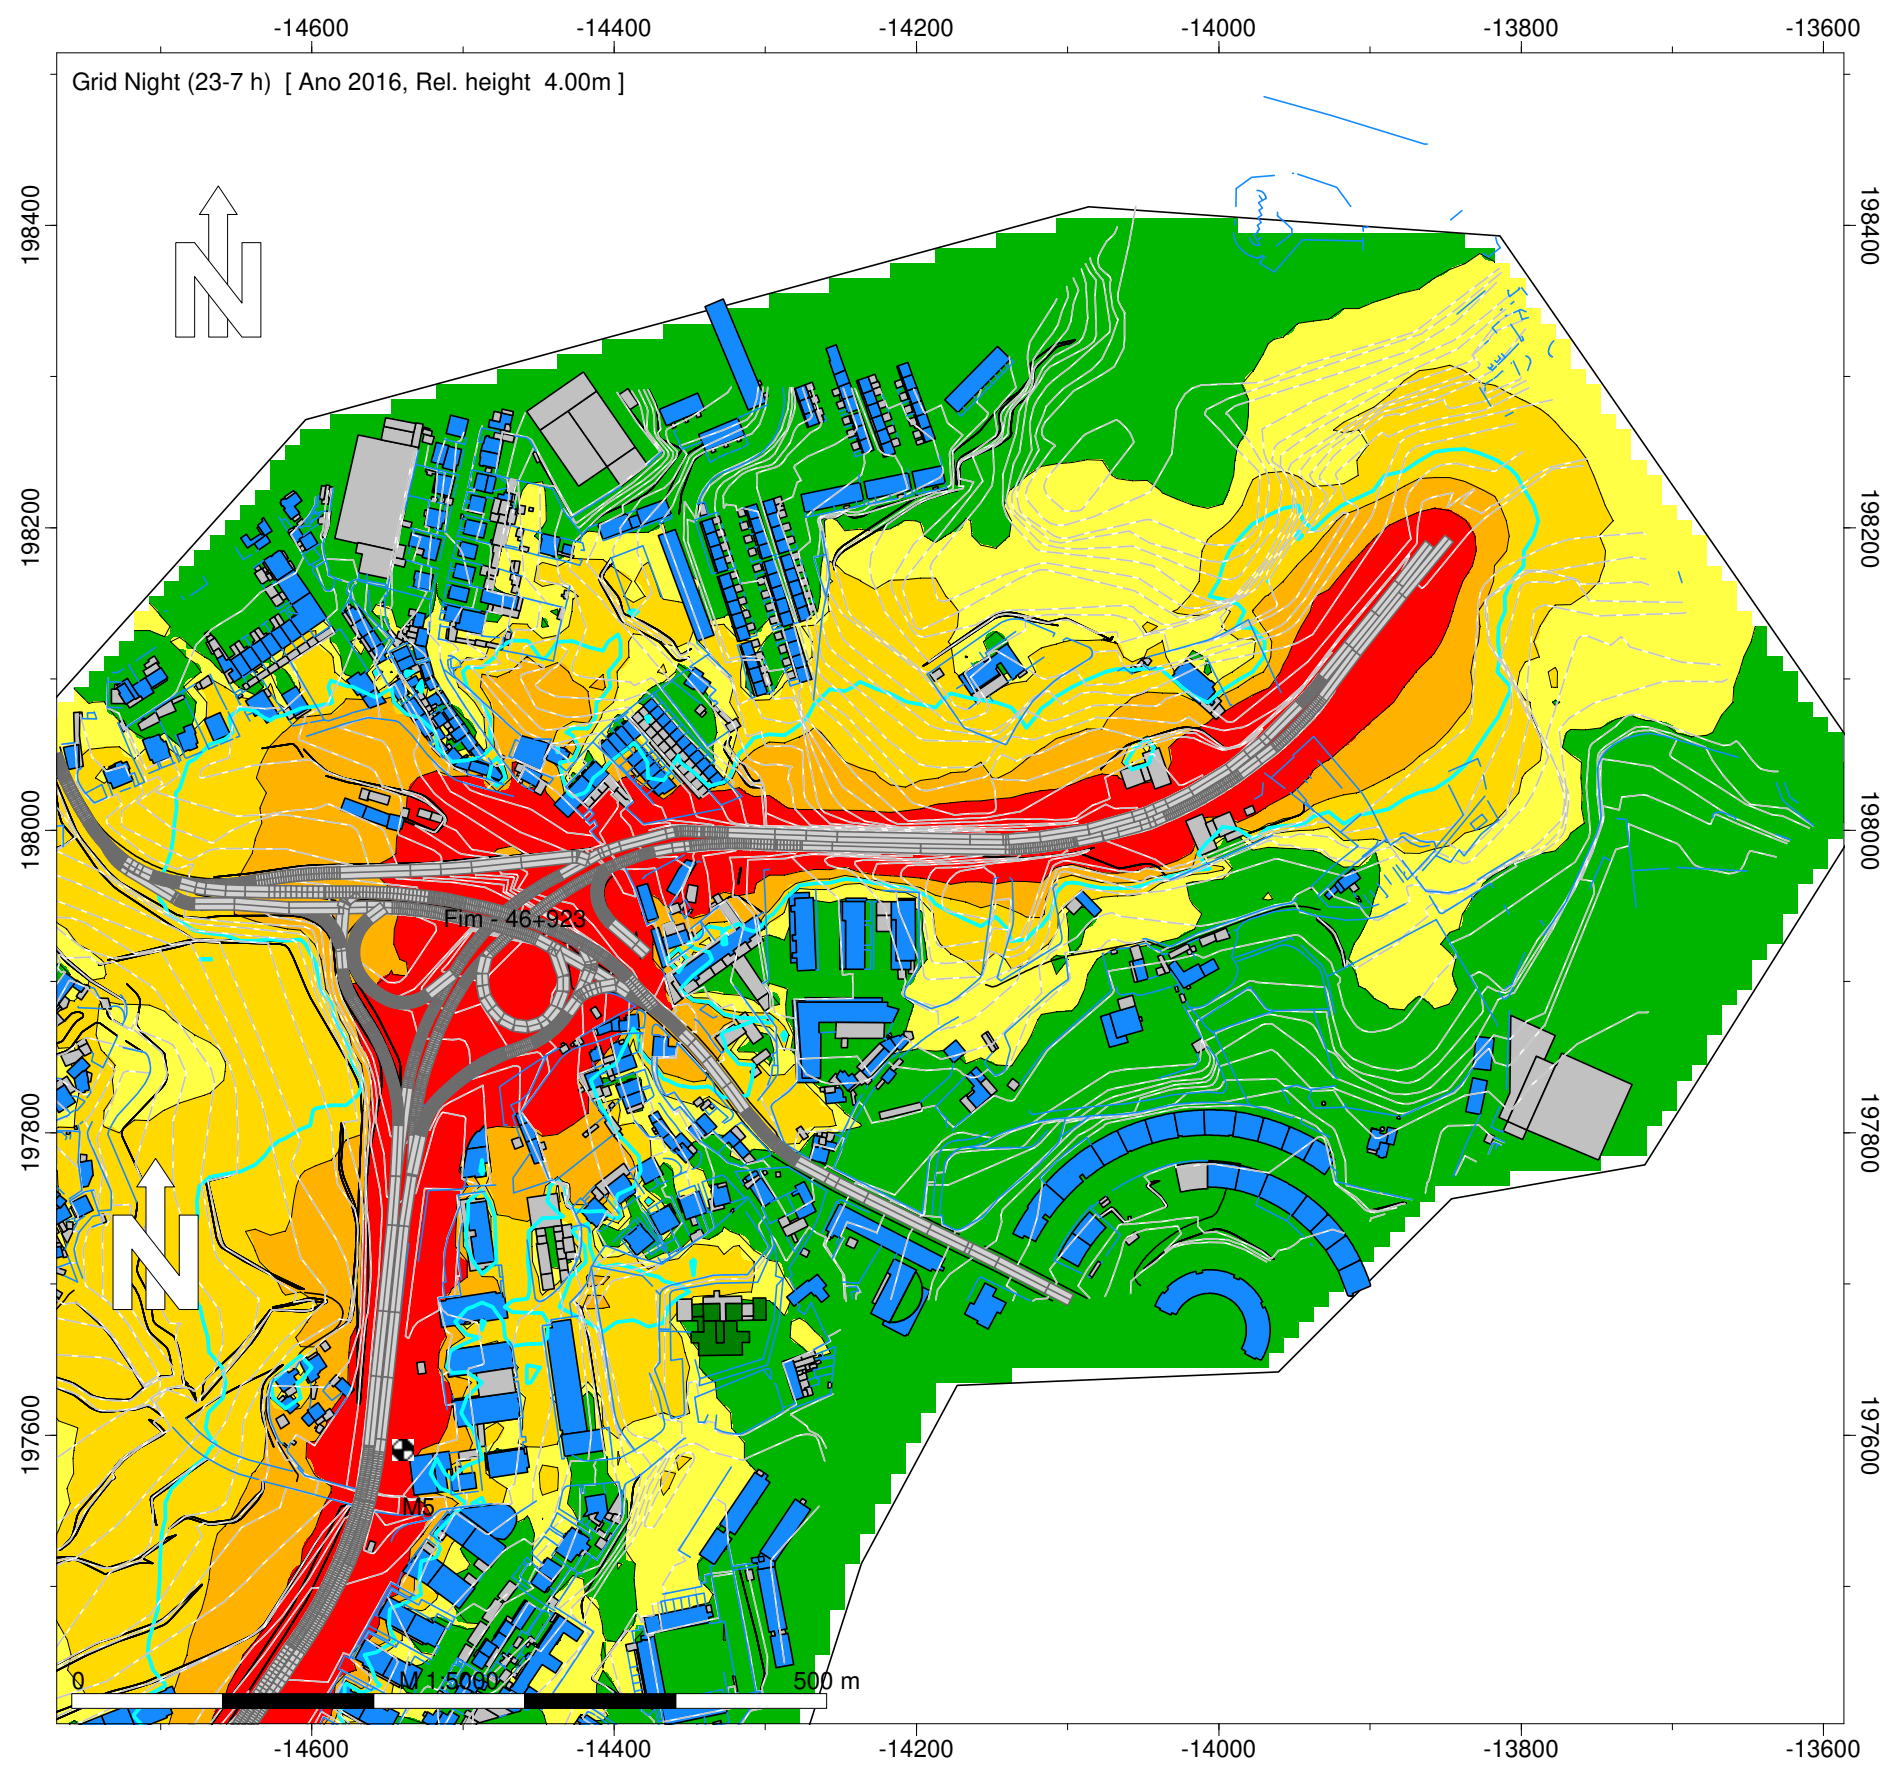 -14600 -14400 -14200 -14000 -13800 -13600
Grid Night (23-7 h) [ Ano 2016, Rel. height 4.00m ]
198400 198400
N
198200 198200
198000 198000
Fim - 46+923
197800 197800
N
197600 197600
M5
0 M 1:5000 500 m
-14600 -14400 -14200 -14000 -13800 -13600